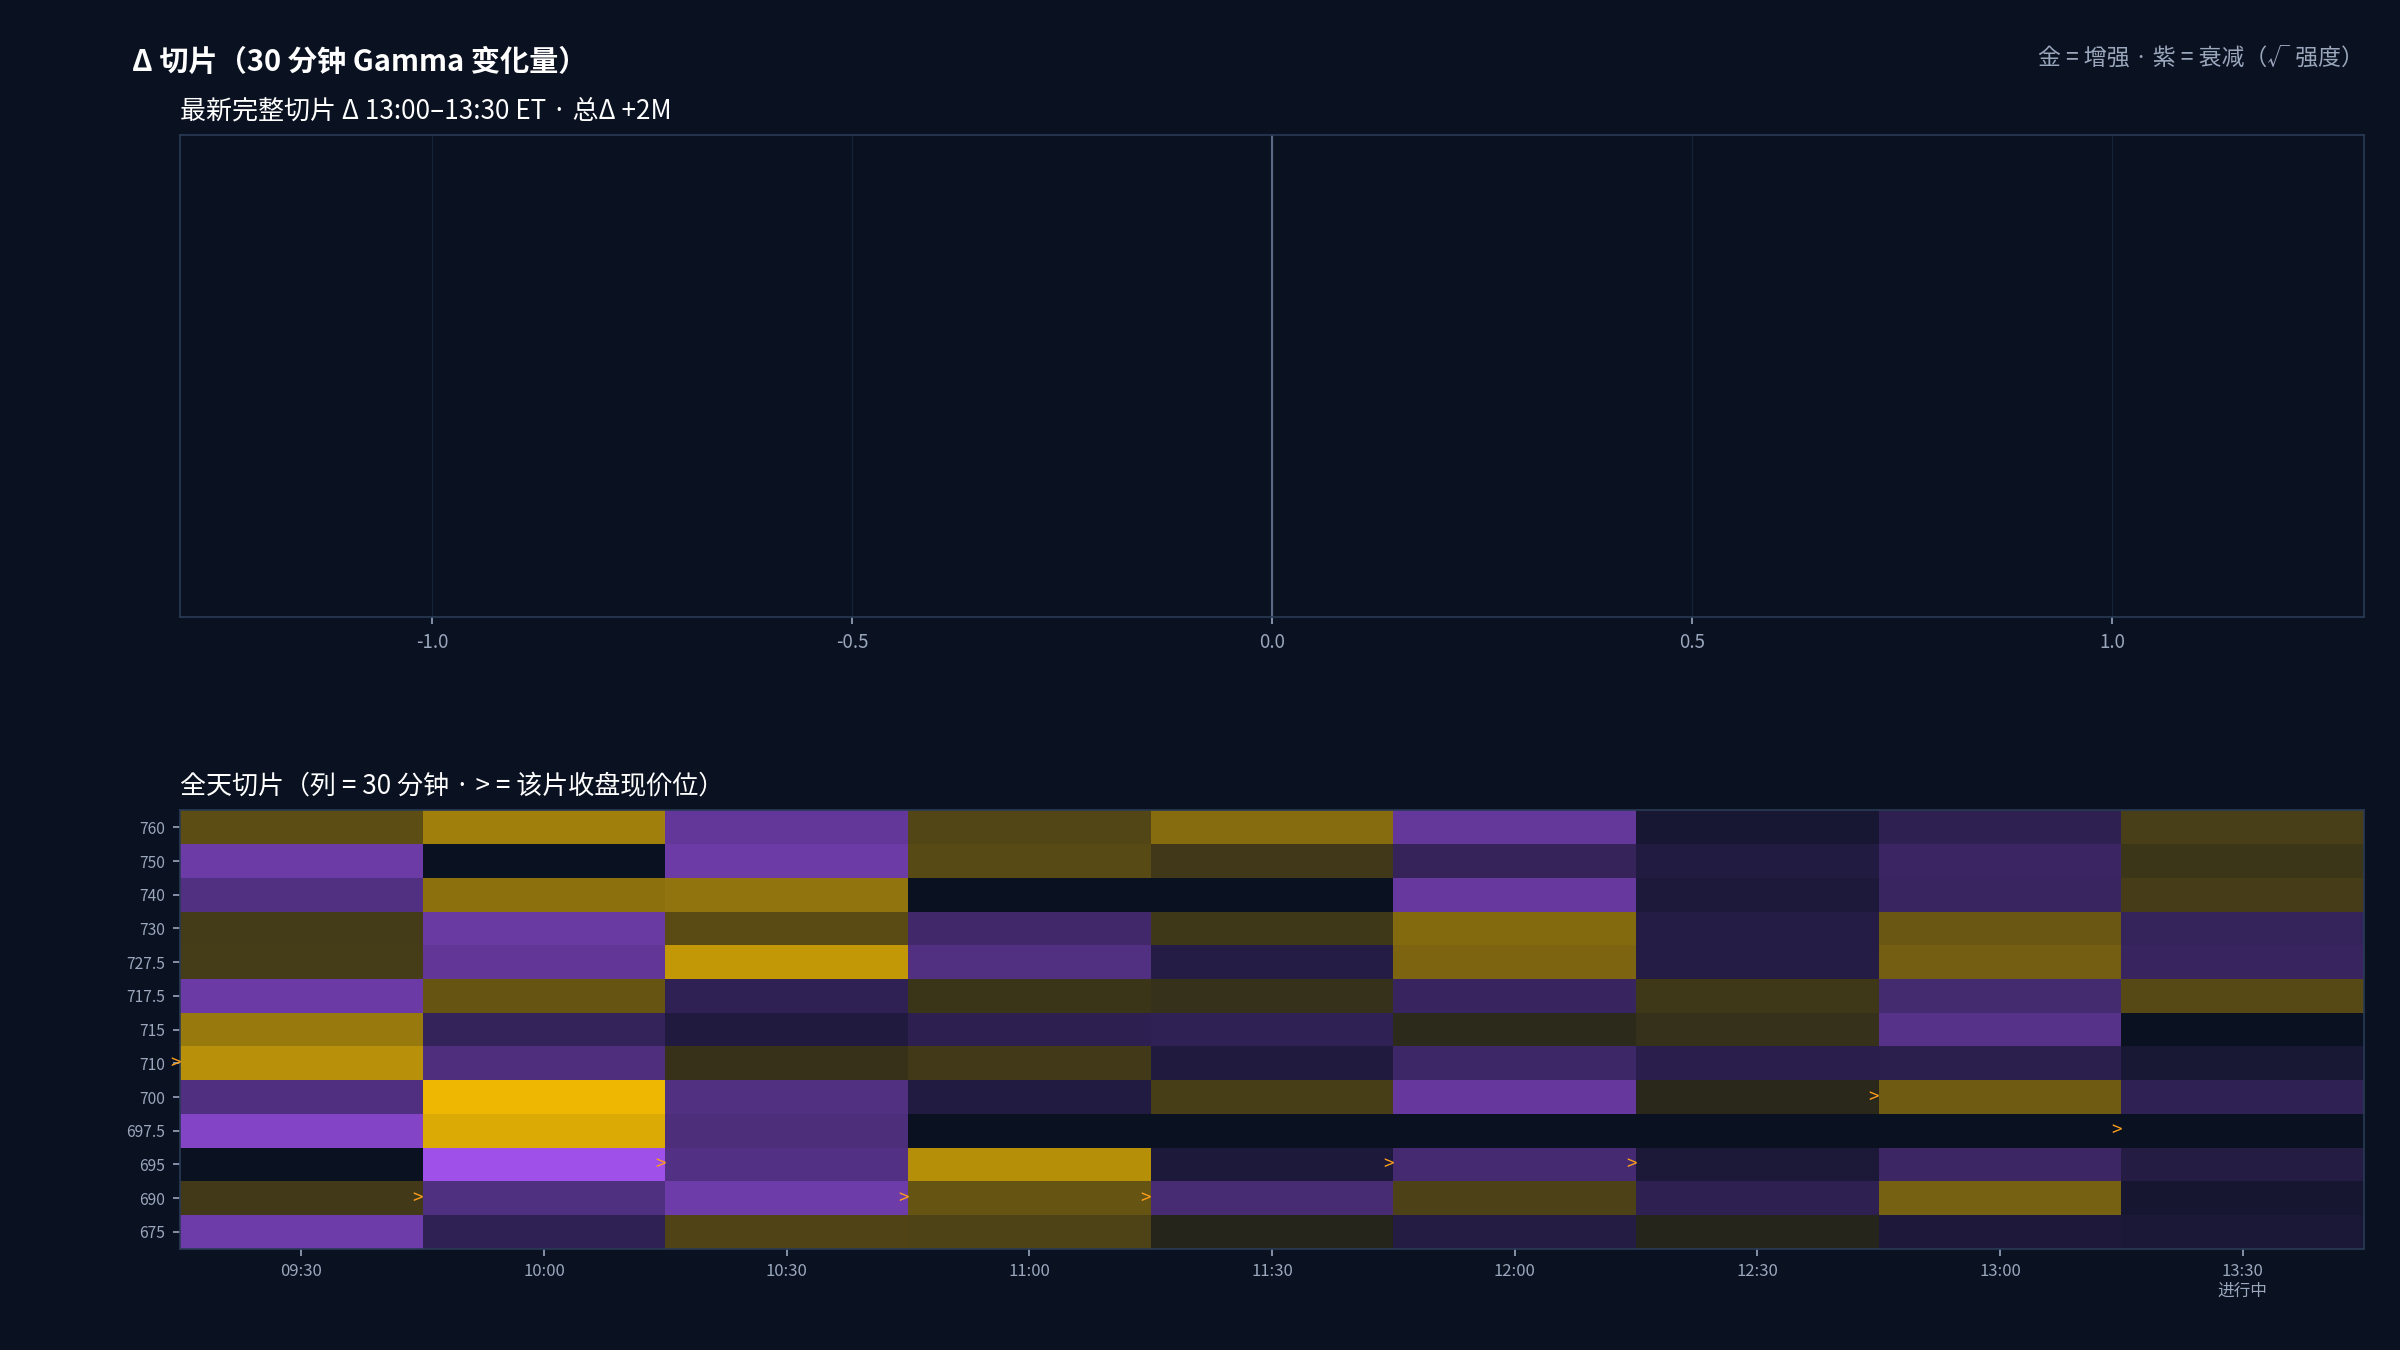 Δ 切片（30 分钟 Gamma 变化量）
金 = 增强 · 紫 = 衰减（√ 强度）
最新完整切片 Δ 13:00–13:30 ET · 总Δ +2M
-1.0 -0.5 0.0 0.5 1.0
全天切片（列 = 30 分钟 · > = 该片收盘现价位）
760
750
740
730
727.5
717.5
715
710 >
700 >
697.5 >
695 > > >
690 > > >
675
09:30 10:00 10:30 11:00 11:30 12:00 12:30 13:00 13:30
进行中